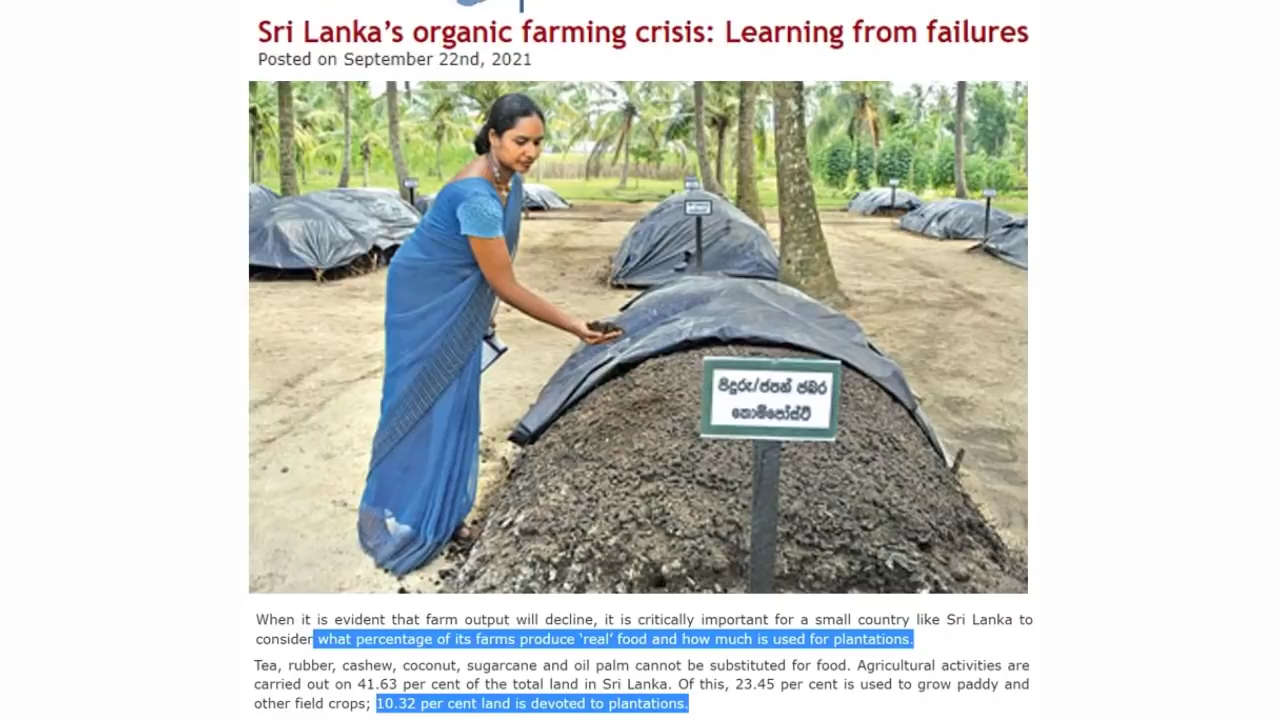 Sri Lanka’s organic farming crisis: Learning from failures
Posted on September 22nd, 2021
පිදුරු/ජපන් ජබර
කොම්පෝස්ට්
When it is evident that farm output will decline, it is critically important for a small country like Sri Lanka to
consider what percentage of its farms produce ‘real’ food and how much is used for plantations.
Tea, rubber, cashew, coconut, sugarcane and oil palm cannot be substituted for food. Agricultural activities are
carried out on 41.63 per cent of the total land in Sri Lanka. Of this, 23.45 per cent is used to grow paddy and
other field crops; 10.32 per cent land is devoted to plantations.